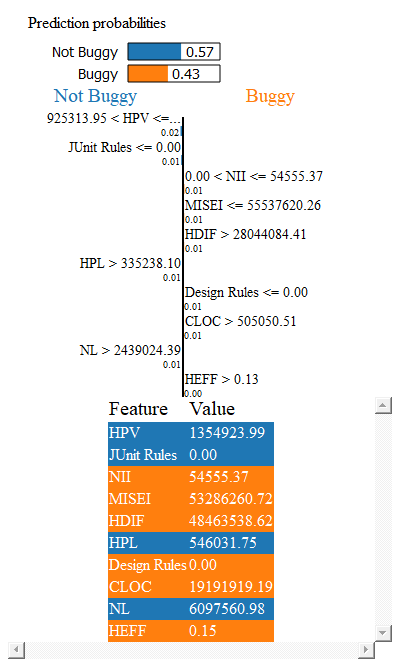 Prediction probabilities
Not Buggy 0.57
Buggy 0.43
Not Buggy Buggy
925313.95 < HPV <=...
0.02
JUnit Rules <= 0.00
0.01
0.00 < NII <= 54555.37
0.01
MISEI <= 55537620.26
0.01
HDIF > 28044084.41
0.01
HPL > 335238.10
0.01
Design Rules <= 0.00
0.01
CLOC > 505050.51
0.01
NL > 2439024.39
0.01
HEFF > 0.13
0.00
Feature Value
HPV 1354923.99
JUnit Rules 0.00
NII 54555.37
MISEI 53286260.72
HDIF 48463538.62
HPL 546031.75
Design Rules 0.00
CLOC 19191919.19
NL 6097560.98
HEFF 0.15